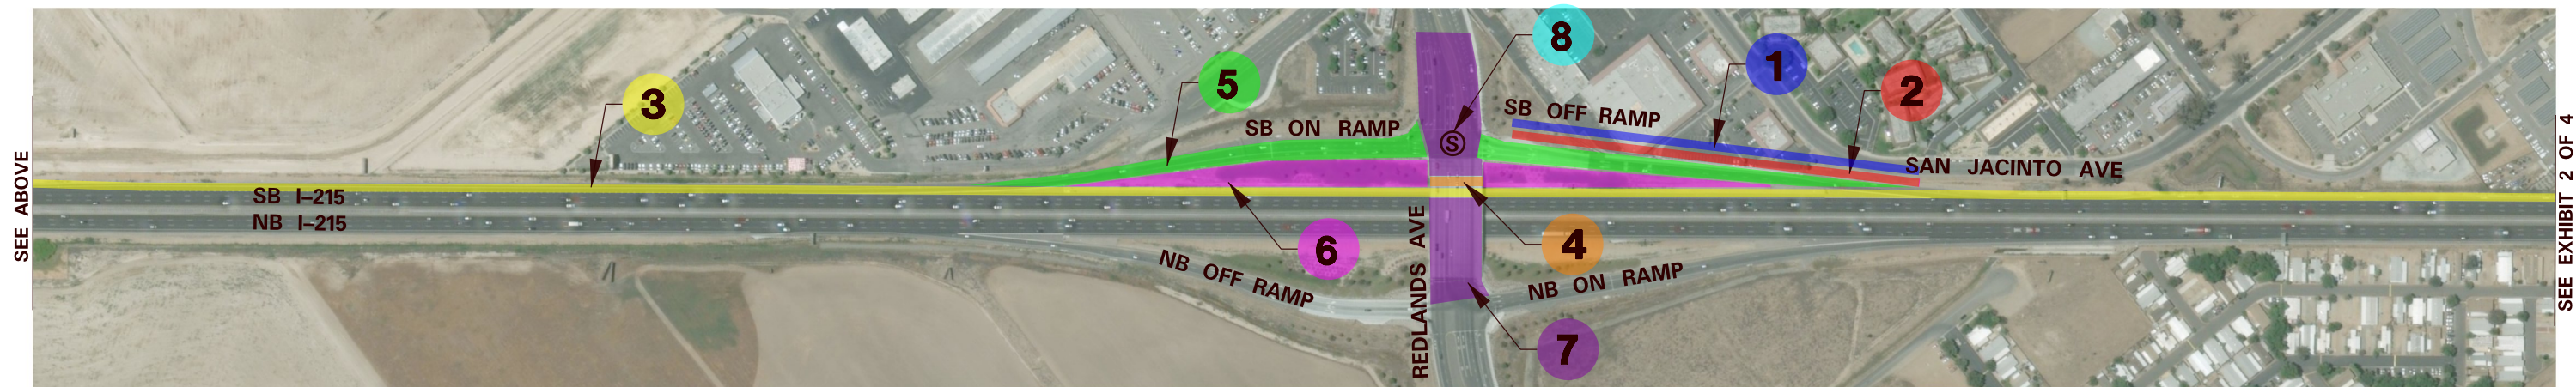 SEE ABOVE
3
SB I-215
NB I-215
5
SB ON RAMP
6
NB OFF RAMP
REDLANDS AVE
S
8
SB OFF RAMP
1
2
SAN JACINTO AVE
4
NB ON RAMP
7
SEE EXHIBIT 2 OF 4